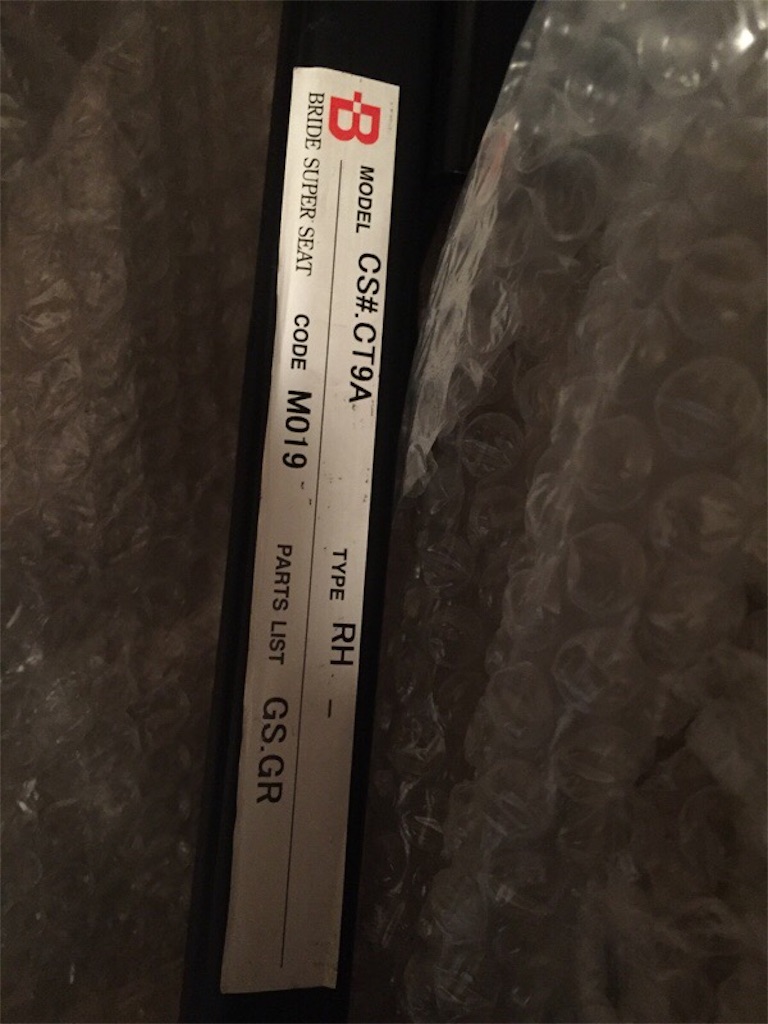 B MODEL CS#.CT9A TYPE RH –
BRIDE SUPER SEAT CODE M019 PARTS LIST GS.GR